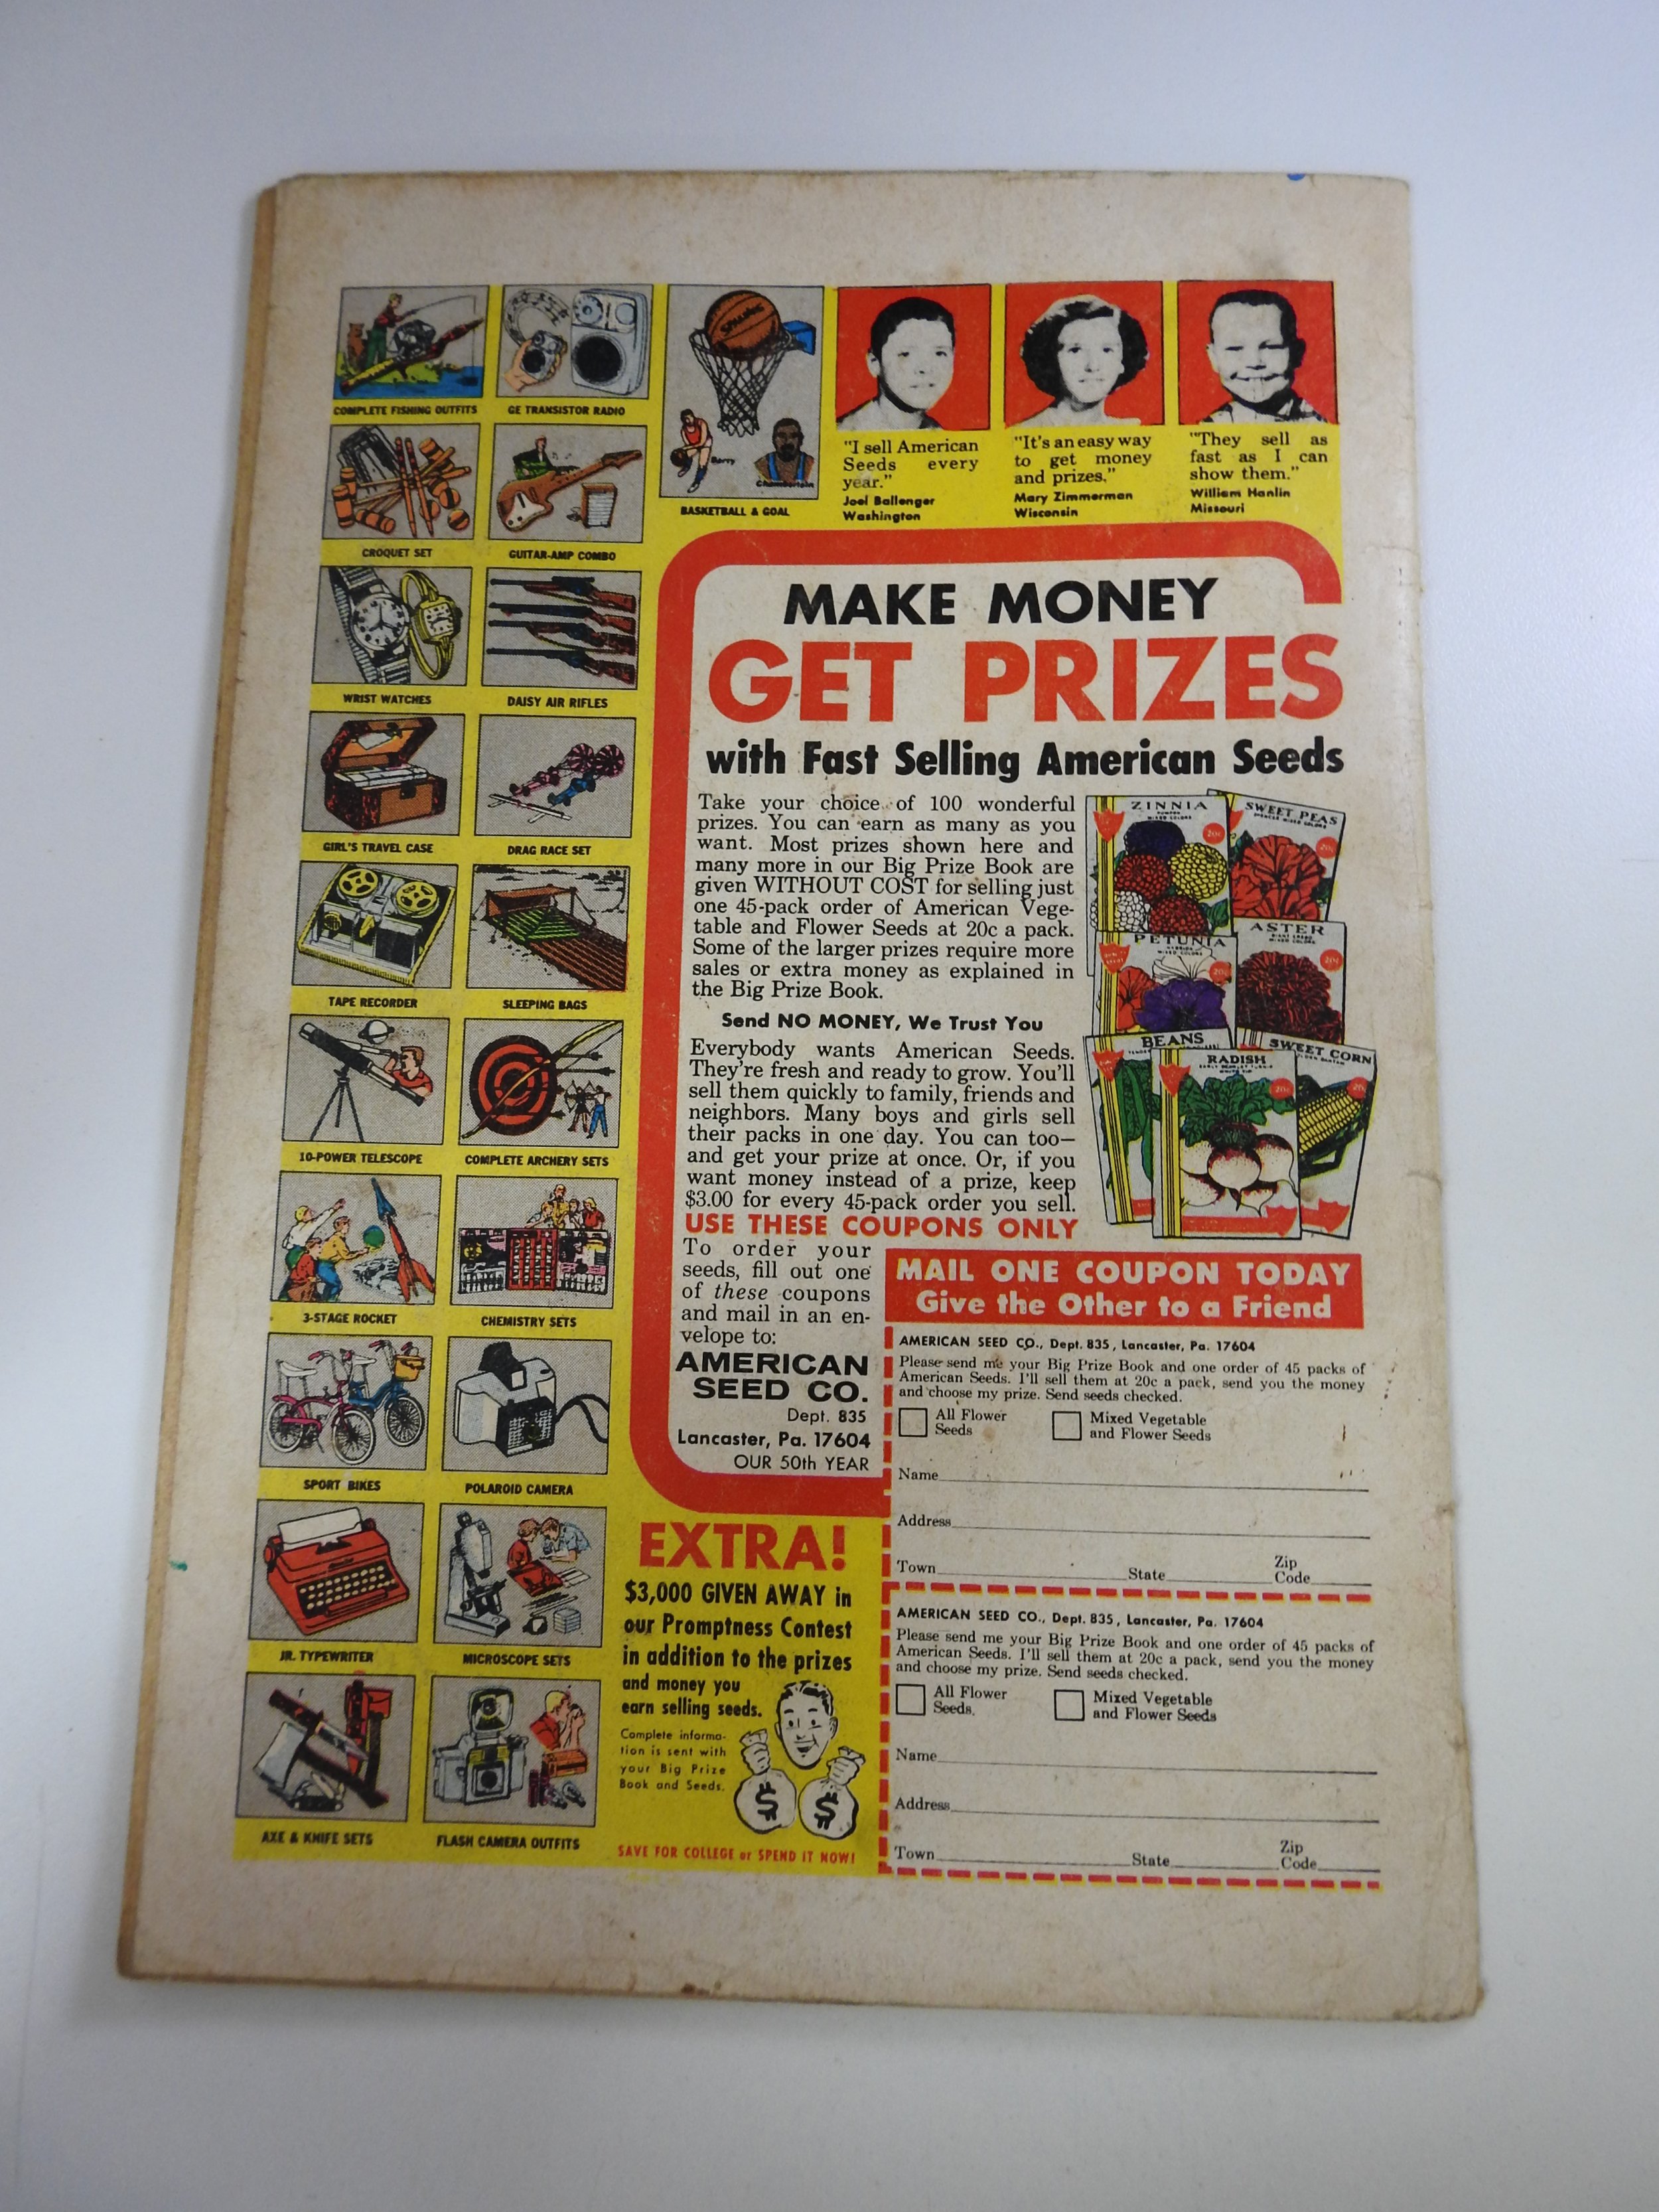 COMPLETE FISHING OUTFITS
GE TRANSISTOR RADIO
Shuns
Barry
Chamberlain
BASKETBALL & GOAL
"I sell American
Seeds every
year."
Joel Ballenger
Washington
"It's an easy way
to get money
and prizes."
Mary Zimmerman
Wisconsin
"They sell as
fast as I can
show them."
William Hanlin
Missouri
CROQUET SET
GUITAR-AMP COMBO
WRIST WATCHES
DAISY AIR RIFLES
GIRL'S TRAVEL CASE
DRAG RACE SET
TAPE RECORDER
SLEEPING BAGS
10-POWER TELESCOPE
COMPLETE ARCHERY SETS
3-STAGE ROCKET
CHEMISTRY SETS
SPORT BIKES
POLAROID CAMERA
JR. TYPEWRITER
MICROSCOPE SETS
AXE & KNIFE SETS
FLASH CAMERA OUTFITS
MAKE MONEY
GET PRIZES
with Fast Selling American Seeds
Take your choice of 100 wonderful
prizes. You can earn as many as you
want. Most prizes shown here and
many more in our Big Prize Book are
given WITHOUT COST for selling just
one 45-pack order of American Vege-
table and Flower Seeds at 20c a pack.
Some of the larger prizes require more
sales or extra money as explained in
the Big Prize Book.
Send NO MONEY, We Trust You
Everybody wants American Seeds.
They're fresh and ready to grow. You'll
sell them quickly to family, friends and
neighbors. Many boys and girls sell
their packs in one day. You can too—
and get your prize at once. Or, if you
want money instead of a prize, keep
$3.00 for every 45-pack order you sell.
USE THESE COUPONS ONLY
To order your
seeds, fill out one
of these coupons
and mail in an en-
velope to:
AMERICAN
SEED CO.
Dept. 835
Lancaster, Pa. 17604
OUR 50th YEAR
ZINNIA
MIXED COLORS
20c
SWEET PEAS
SPENCER MIXED COLORS
20c
PETUNIA
MIXED COLORS
20c
ASTER
MIXED COLORS
20c
BEANS
RADISH
20c
SWEET CORN
20c
MAIL ONE COUPON TODAY
Give the Other to a Friend
AMERICAN SEED CO., Dept. 835, Lancaster, Pa. 17604
Please send me your Big Prize Book and one order of 45 packs of
American Seeds. I'll sell them at 20c a pack, send you the money
and choose my prize. Send seeds checked.
All Flower
Seeds
Mixed Vegetable
and Flower Seeds
Name
Address
Town State Zip
Code
AMERICAN SEED CO., Dept. 835, Lancaster, Pa. 17604
Please send me your Big Prize Book and one order of 45 packs of
American Seeds. I'll sell them at 20c a pack, send you the money
and choose my prize. Send seeds checked.
All Flower
Seeds.
Mixed Vegetable
and Flower Seeds
Name
Address
Town State Zip
Code
EXTRA!
$3,000 GIVEN AWAY in
our Promptness Contest
in addition to the prizes
and money you
earn selling seeds.
Complete informa-
tion is sent with
your Big Prize
Book and Seeds.
$ $
SAVE FOR COLLEGE or SPEND IT NOW!